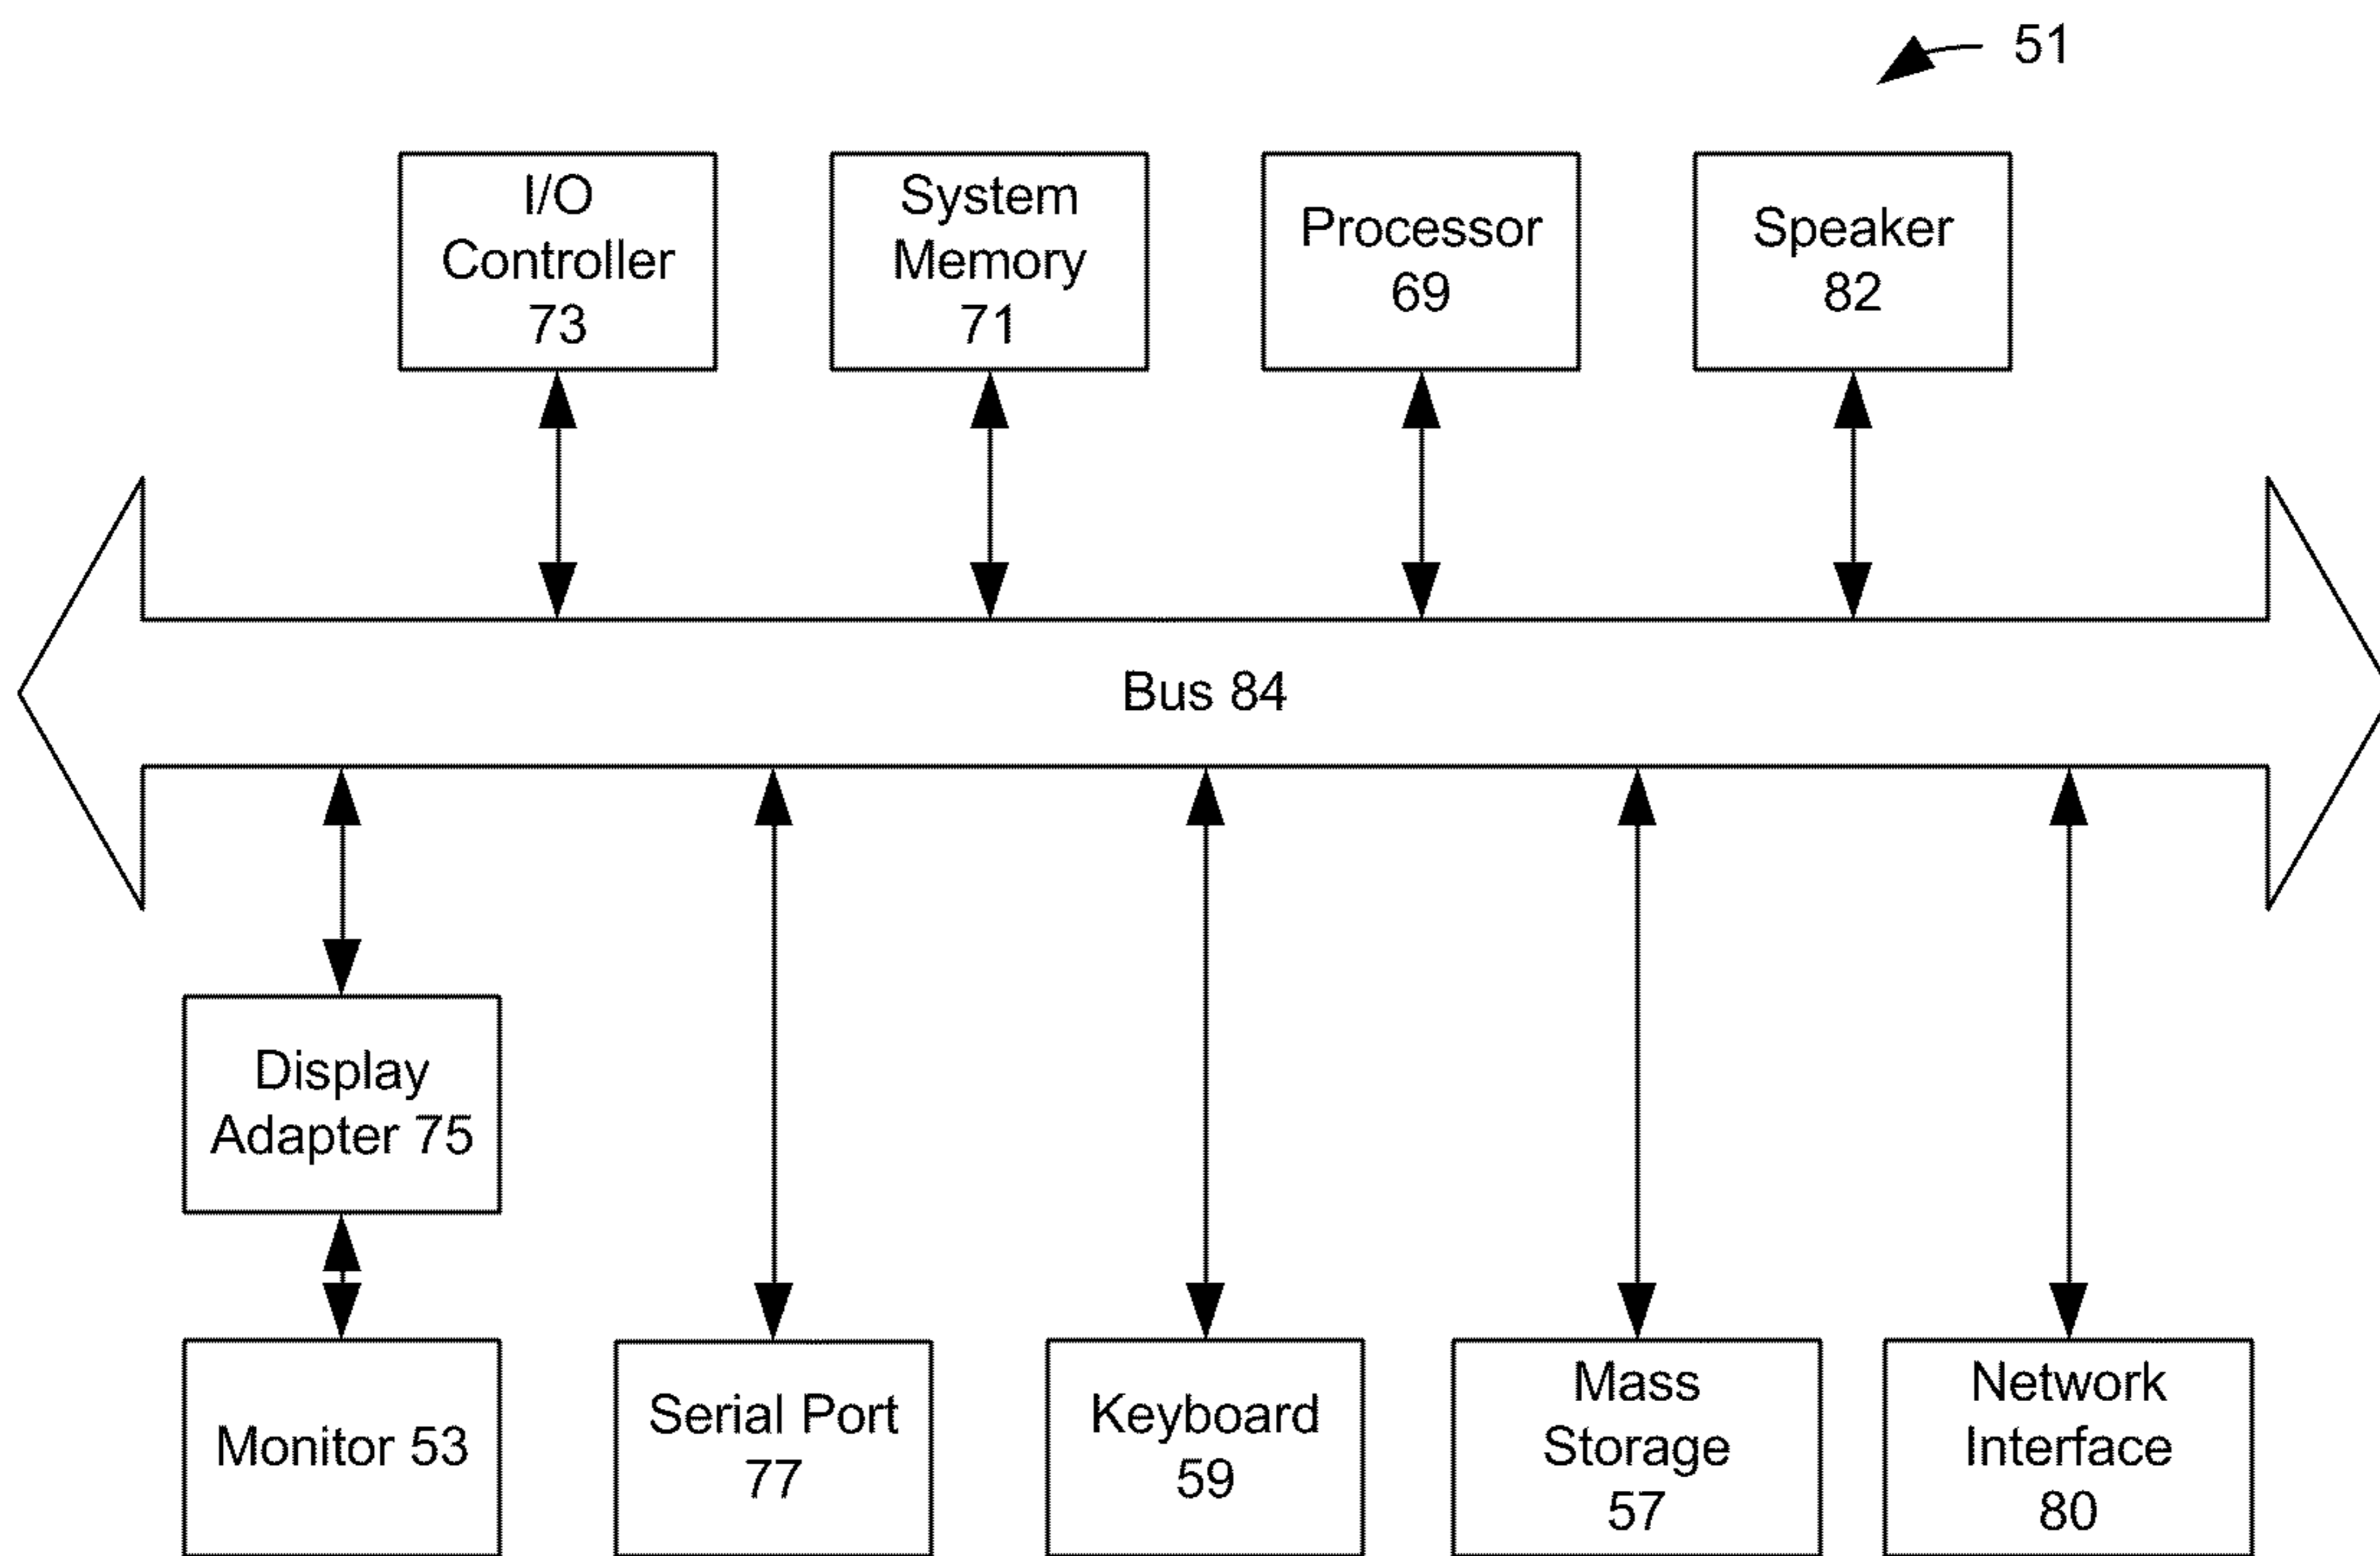 51
I/O
Controller
73
System
Memory
71
Processor
69
Speaker
82
Bus 84
Display
Adapter 75
Monitor 53
Serial Port
77
Keyboard
59
Mass
Storage
57
Network
Interface
80